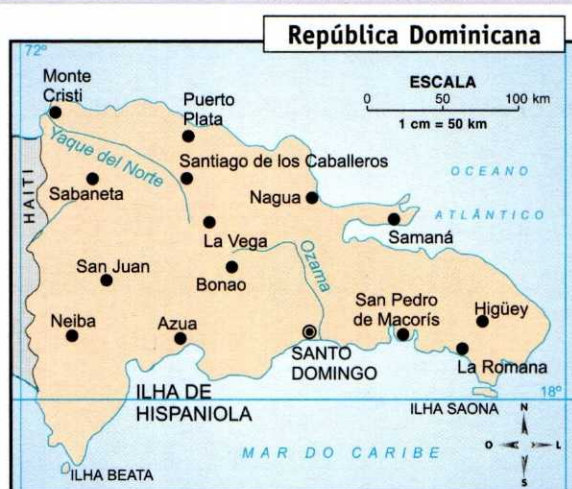 República Dominicana
72°
Monte
Cristi
Puerto
Plata
ESCALA
0 50 100 km
1 cm = 50 km
Yaque del Norte
Santiago de los Caballeros
OCEANO
ATLÂNTICO
HAITI
Sabaneta
Nagua
Samaná
La Vega
Ozama
San Juan
Bonao
San Pedro
de Macorís
Higüey
Neiba
Azua
SANTO
DOMINGO
La Romana
ILHA DE
HISPANIOLA
18°
ILHA SAONA
N
O L
S
MAR DO CARIBE
ILHA BEATA